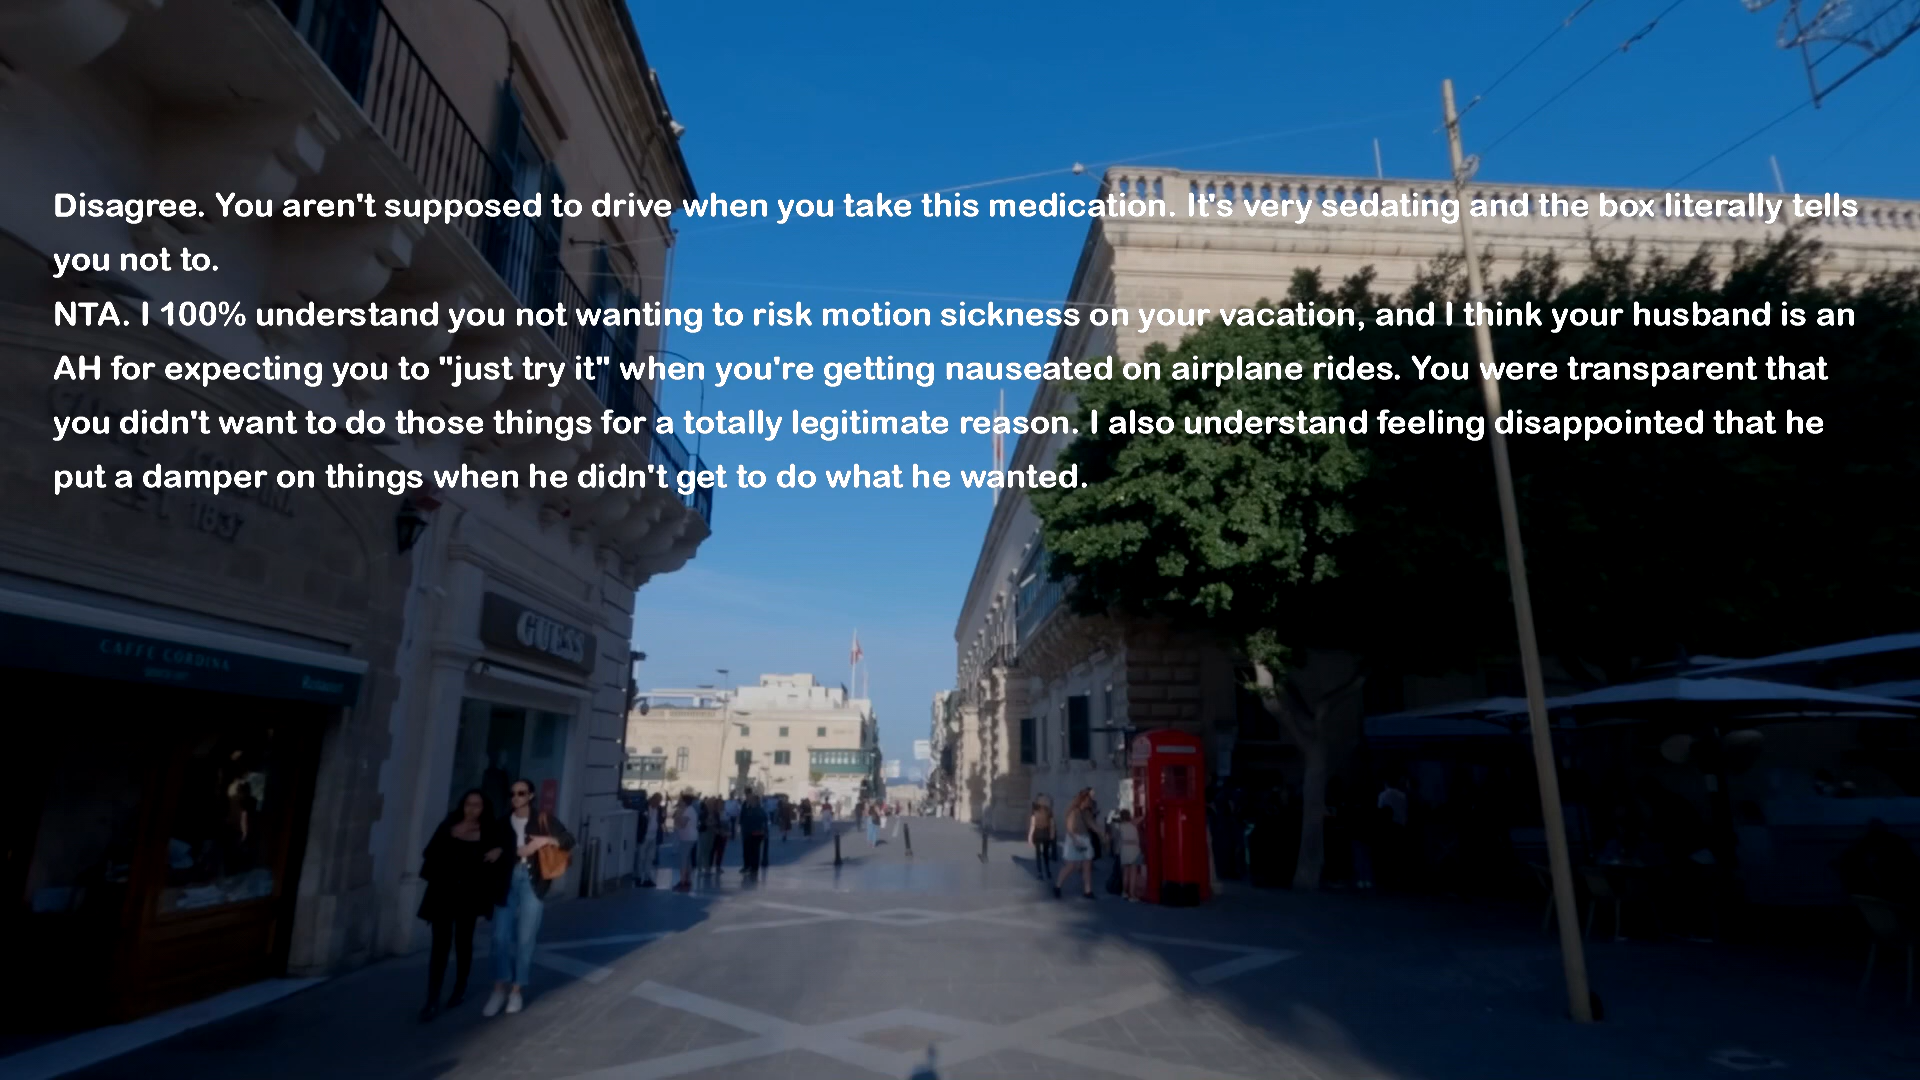 Disagree. You aren't supposed to drive when you take this medication. It's very sedating and the box literally tells
you not to.
NTA. I 100% understand you not wanting to risk motion sickness on your vacation, and I think your husband is an
AH for expecting you to "just try it" when you're getting nauseated on airplane rides. You were transparent that
you didn't want to do those things for a totally legitimate reason. I also understand feeling disappointed that he
put a damper on things when he didn't get to do what he wanted.
1837
GUESS
CAFFE CORDINA